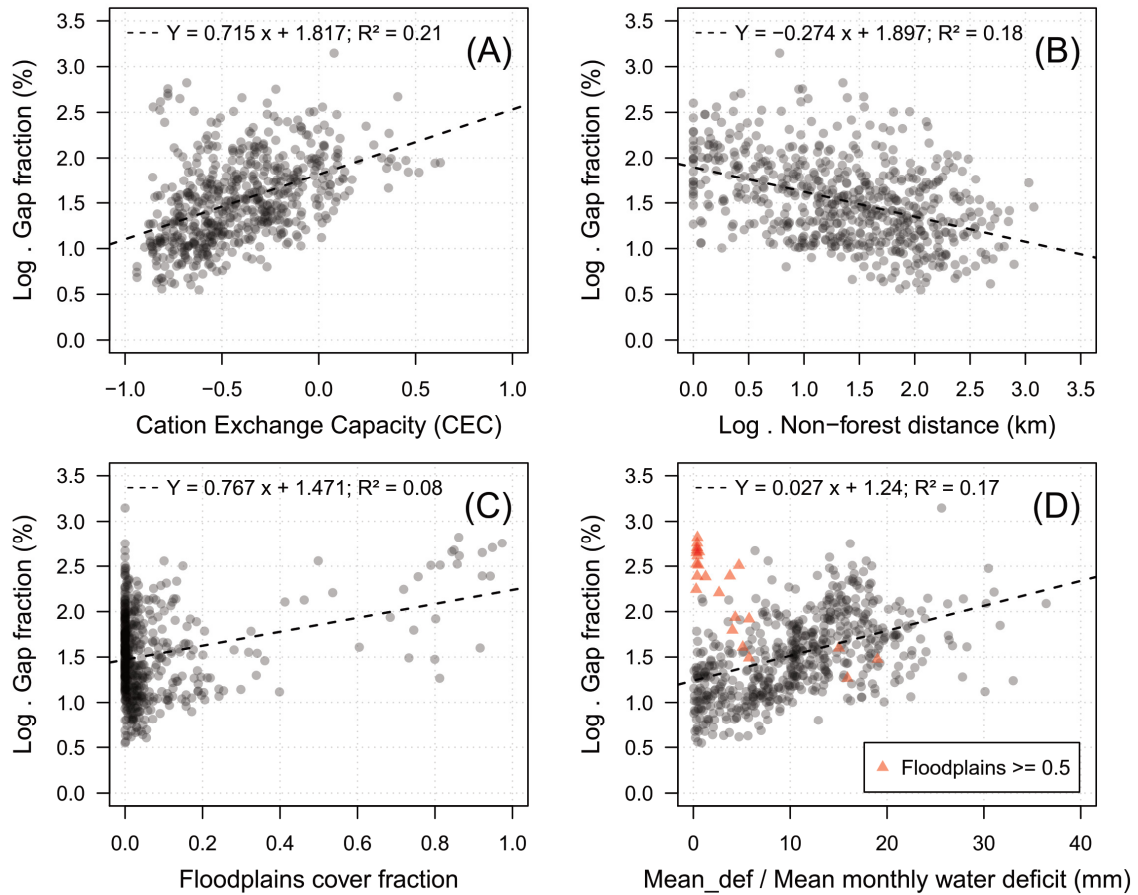 Y = 0.715 x + 1.817; R² = 0.21
(A)
Log . Gap fraction (%)
3.5
3.0
2.5
2.0
1.5
1.0
0.5
0.0
−1.0 −0.5 0.0 0.5 1.0
Cation Exchange Capacity (CEC)
Y = −0.274 x + 1.897; R² = 0.18
(B)
Log . Gap fraction (%)
3.5
3.0
2.5
2.0
1.5
1.0
0.5
0.0
0.0 0.5 1.0 1.5 2.0 2.5 3.0 3.5
Log . Non−forest distance (km)
Y = 0.767 x + 1.471; R² = 0.08
(C)
Log . Gap fraction (%)
3.5
3.0
2.5
2.0
1.5
1.0
0.5
0.0
0.0 0.2 0.4 0.6 0.8 1.0
Floodplains cover fraction
Y = 0.027 x + 1.24; R² = 0.17
(D)
Log . Gap fraction (%)
3.5
3.0
2.5
2.0
1.5
1.0
0.5
0.0
Floodplains >= 0.5
0 10 20 30 40
Mean_def / Mean monthly water deficit (mm)